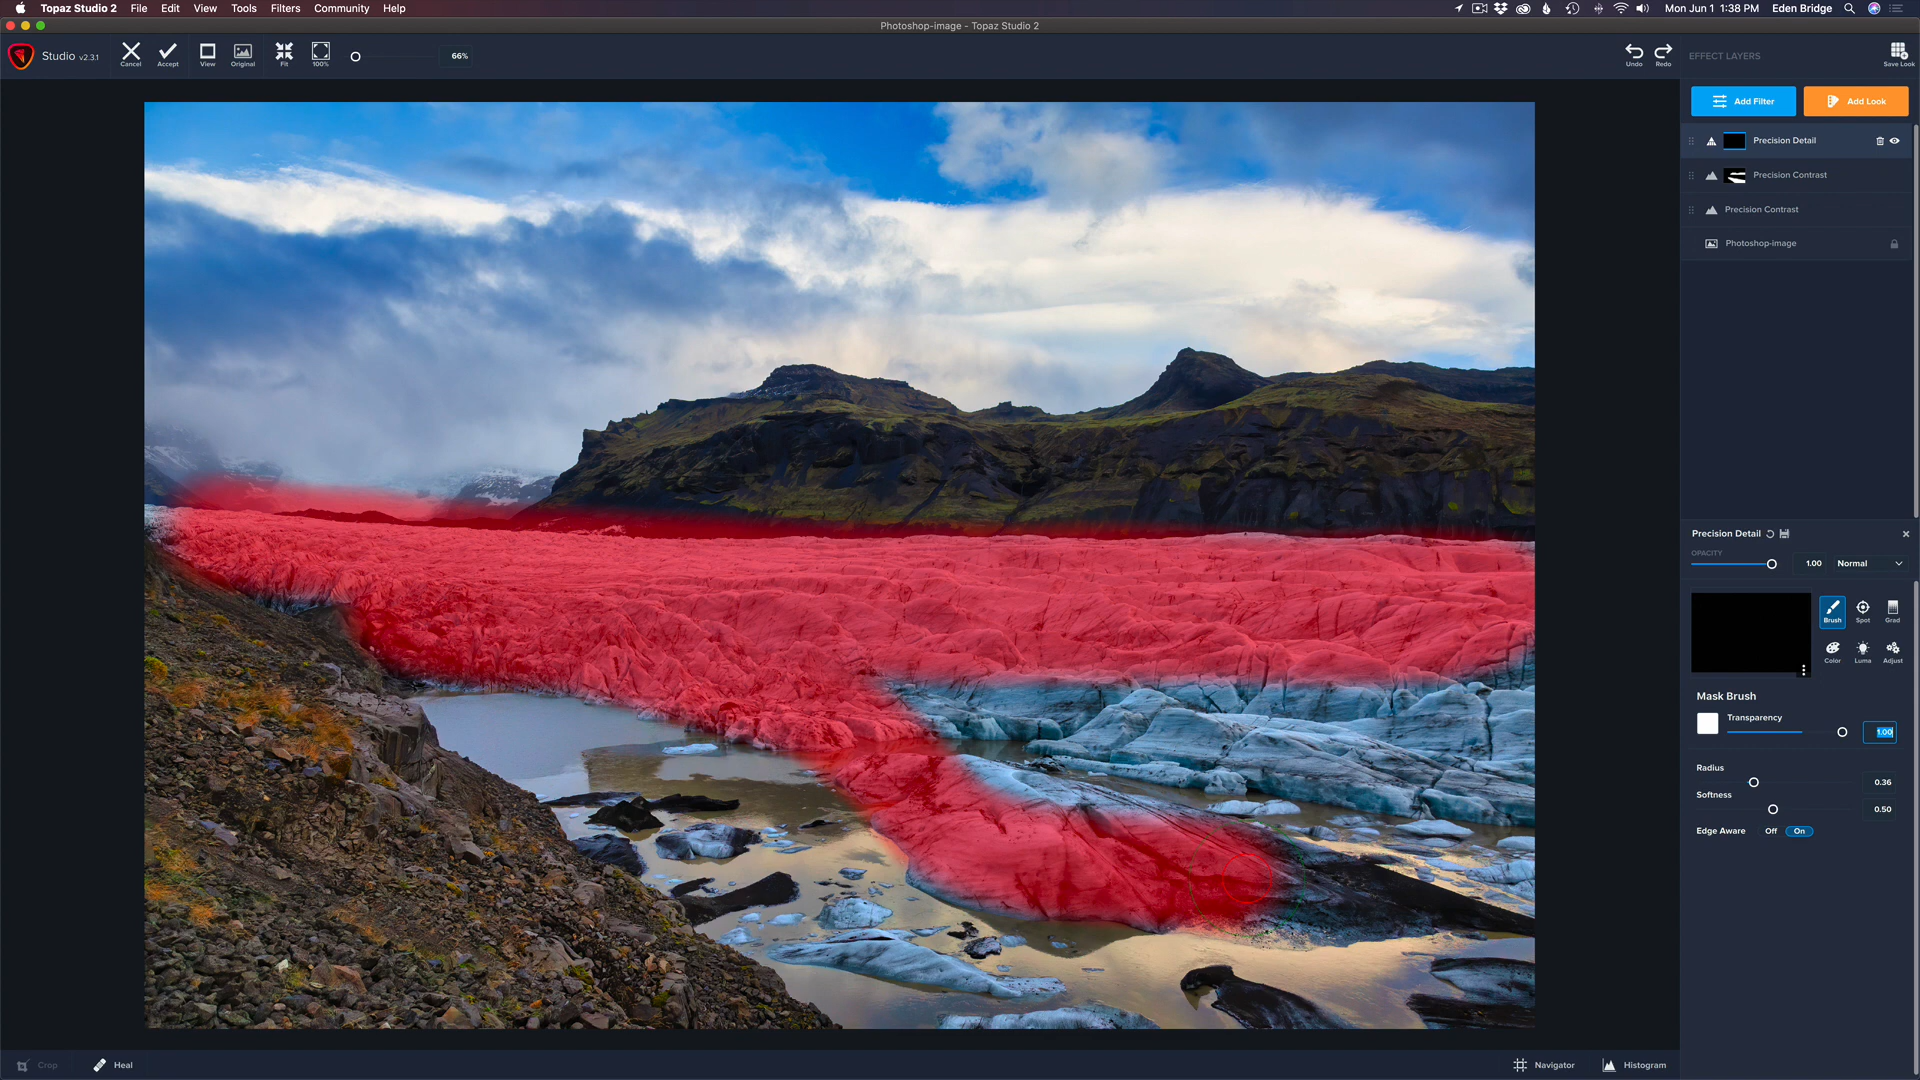 Topaz Studio 2 File Edit View Tools Filters Community Help Mon Jun 1 1:38 PM Eden Bridge
Photoshop-image - Topaz Studio 2
Studio v2.3.1 Cancel Accept View Original Fit 100% 66% Undo Redo EFFECT LAYERS Save Look
Add Filter Add Look
Precision Detail
Precision Contrast
Precision Contrast
Photoshop-image
Precision Detail
OPACITY 1.00 Normal
Brush Spot Grad
Color Luma Adjust
Mask Brush
Transparency 1.00
Radius 0.36
Softness 0.50
Edge Aware Off On
Crop Heal Navigator Histogram